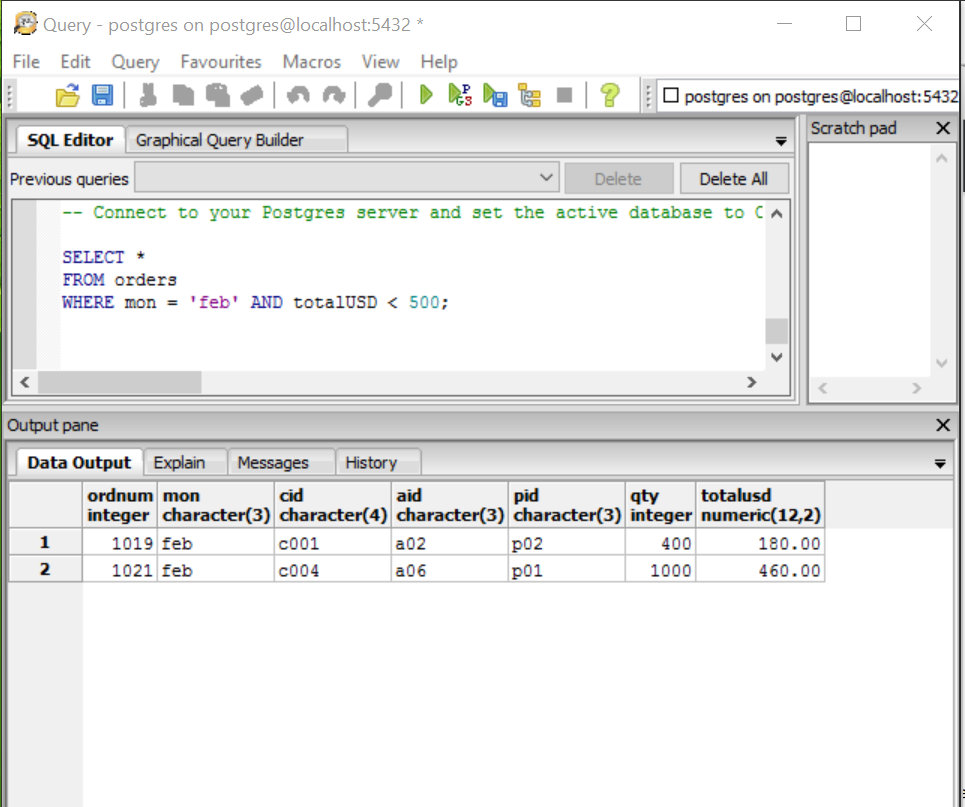 Query - postgres on postgres@localhost:5432 *
File Edit Query Favourites Macros View Help
postgres on postgres@localhost:5432
SQL Editor Graphical Query Builder
Scratch pad
Previous queries Delete Delete All
-- Connect to your Postgres server and set the active database to C
SELECT *
FROM orders
WHERE mon = 'feb' AND totalUSD < 500;
Output pane
Data Output Explain Messages History
ordnum mon cid aid pid qty totalusd
integer character(3) character(4) character(3) character(3) integer numeric(12,2)
1 1019 feb c001 a02 p02 400 180.00
2 1021 feb c004 a06 p01 1000 460.00